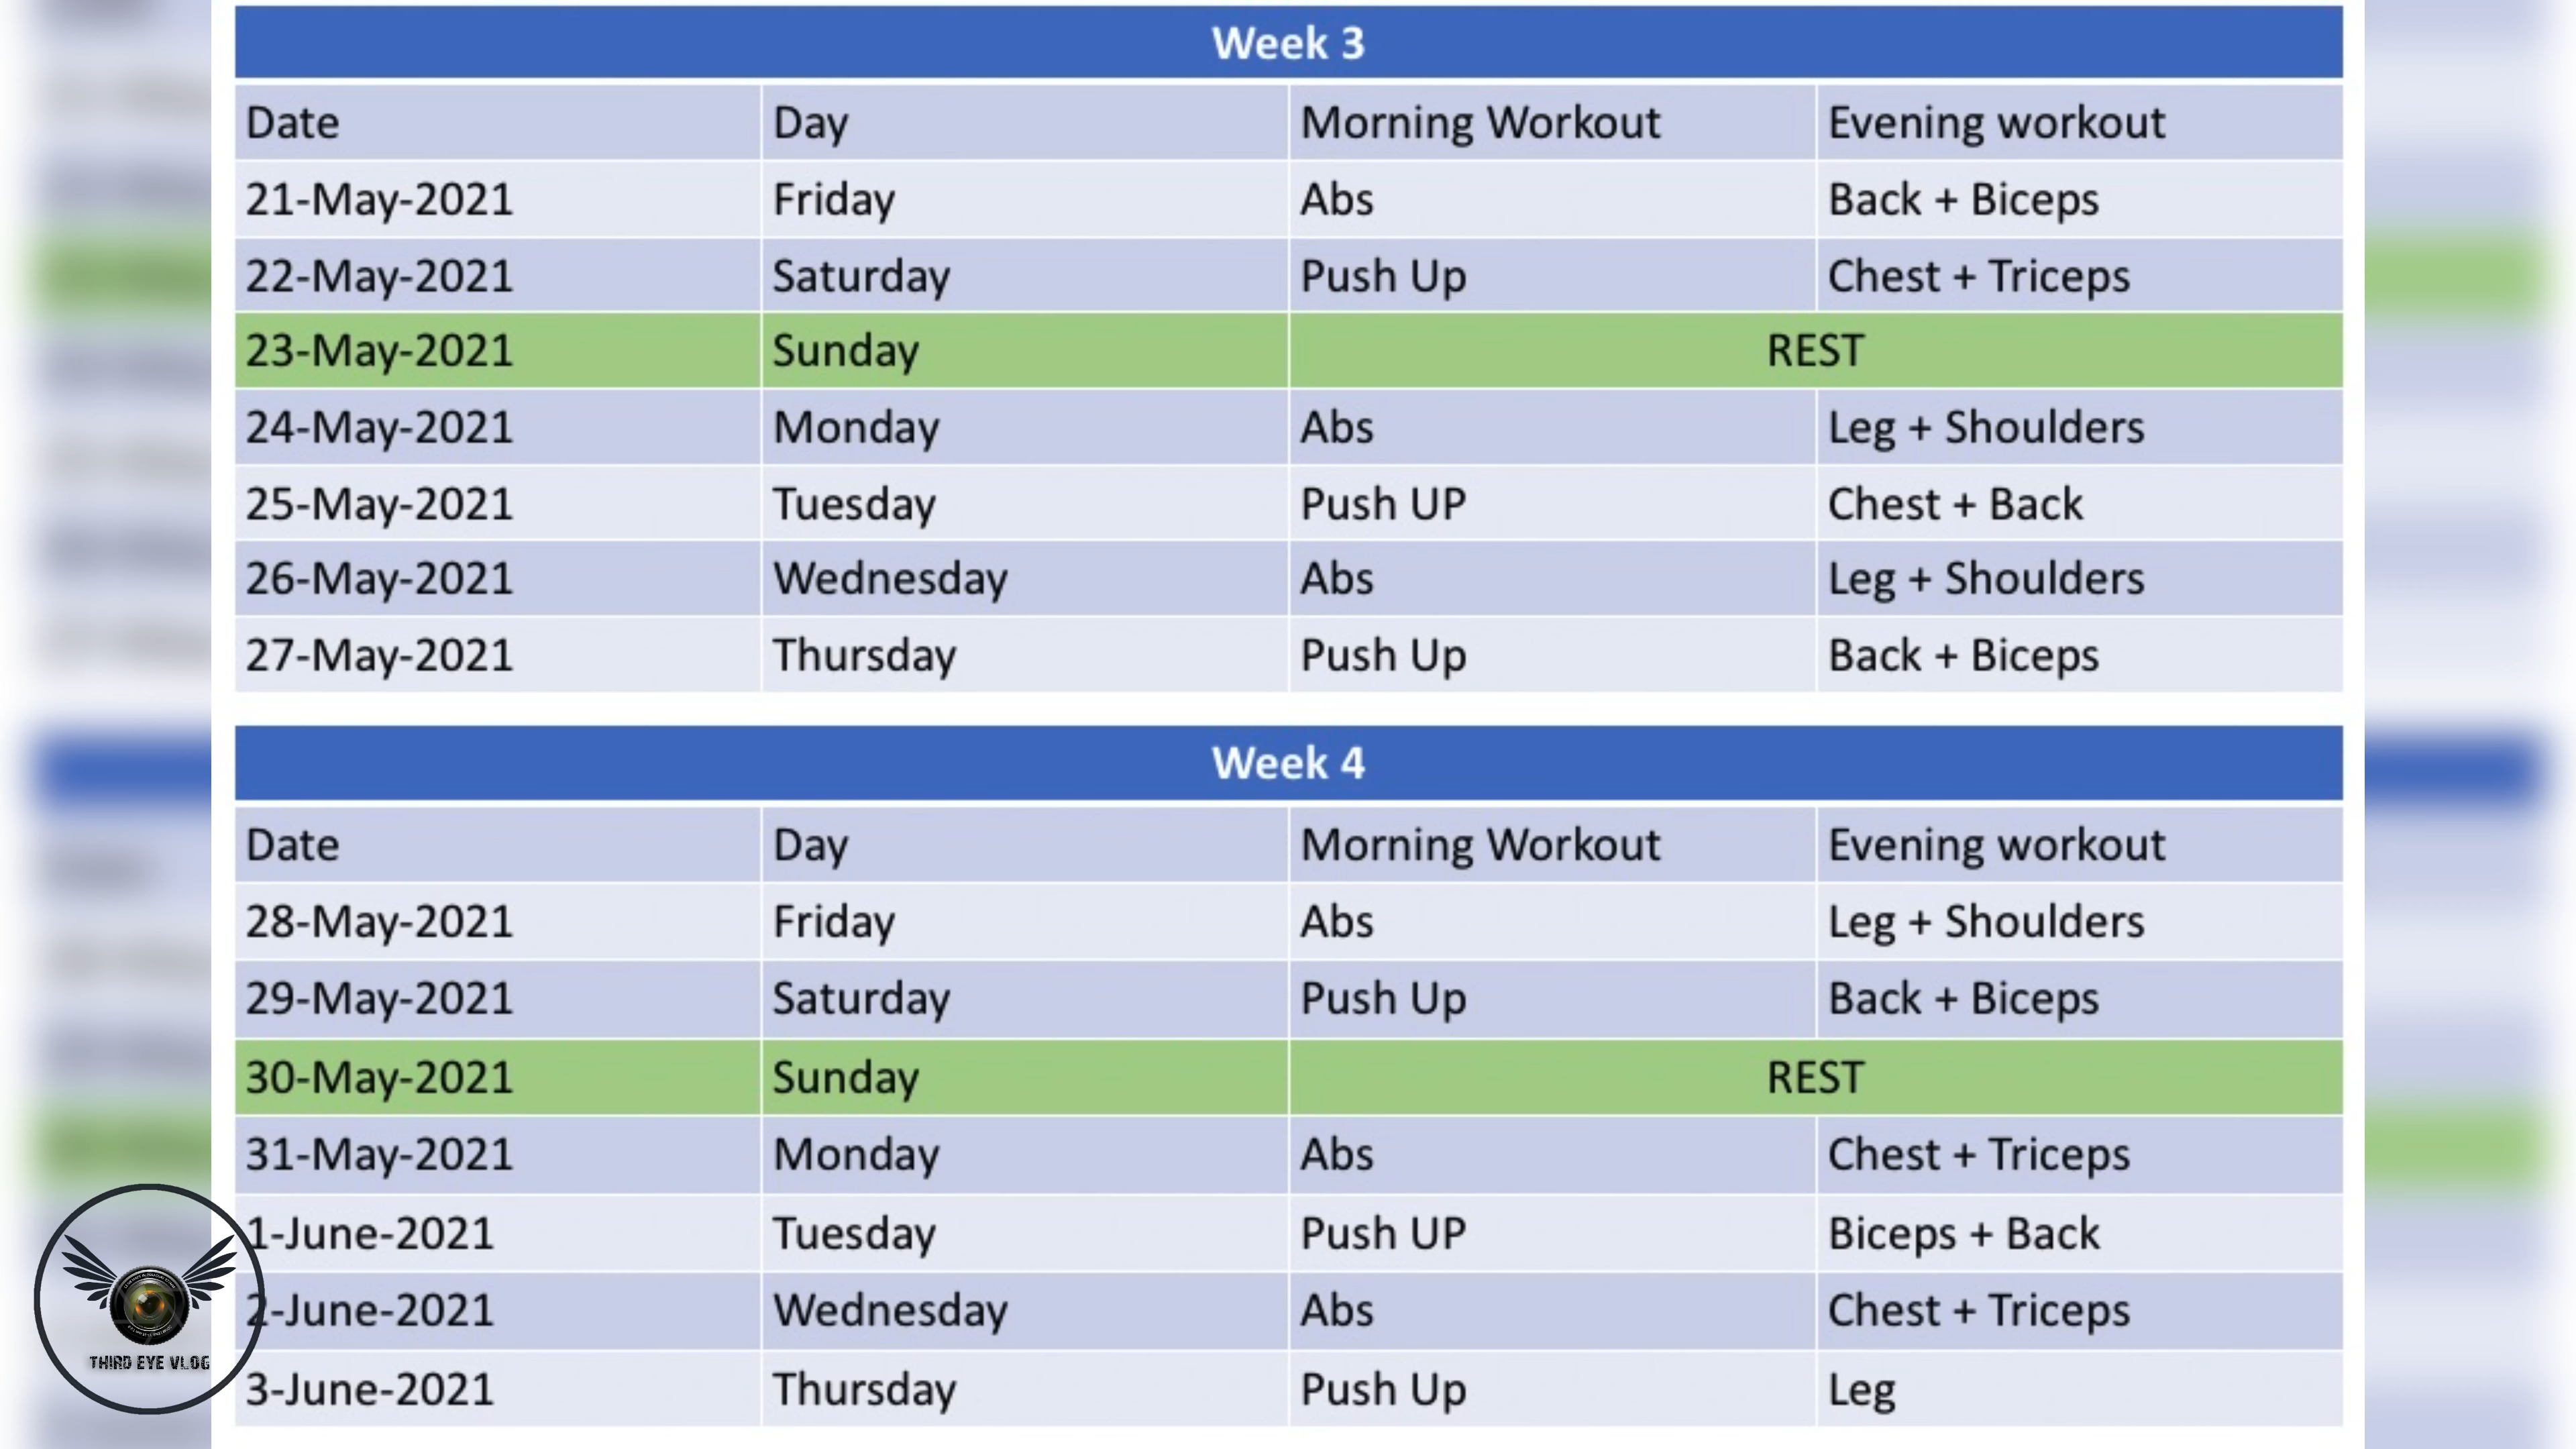 Week 3
Date Day Morning Workout Evening workout
21-May-2021 Friday Abs Back + Biceps
22-May-2021 Saturday Push Up Chest + Triceps
23-May-2021 Sunday REST
24-May-2021 Monday Abs Leg + Shoulders
25-May-2021 Tuesday Push UP Chest + Back
26-May-2021 Wednesday Abs Leg + Shoulders
27-May-2021 Thursday Push Up Back + Biceps
Week 4
Date Day Morning Workout Evening workout
28-May-2021 Friday Abs Leg + Shoulders
29-May-2021 Saturday Push Up Back + Biceps
30-May-2021 Sunday REST
31-May-2021 Monday Abs Chest + Triceps
1-June-2021 Tuesday Push UP Biceps + Back
2-June-2021 Wednesday Abs Chest + Triceps
3-June-2021 Thursday Push Up Leg
THIRD EYE VLOG